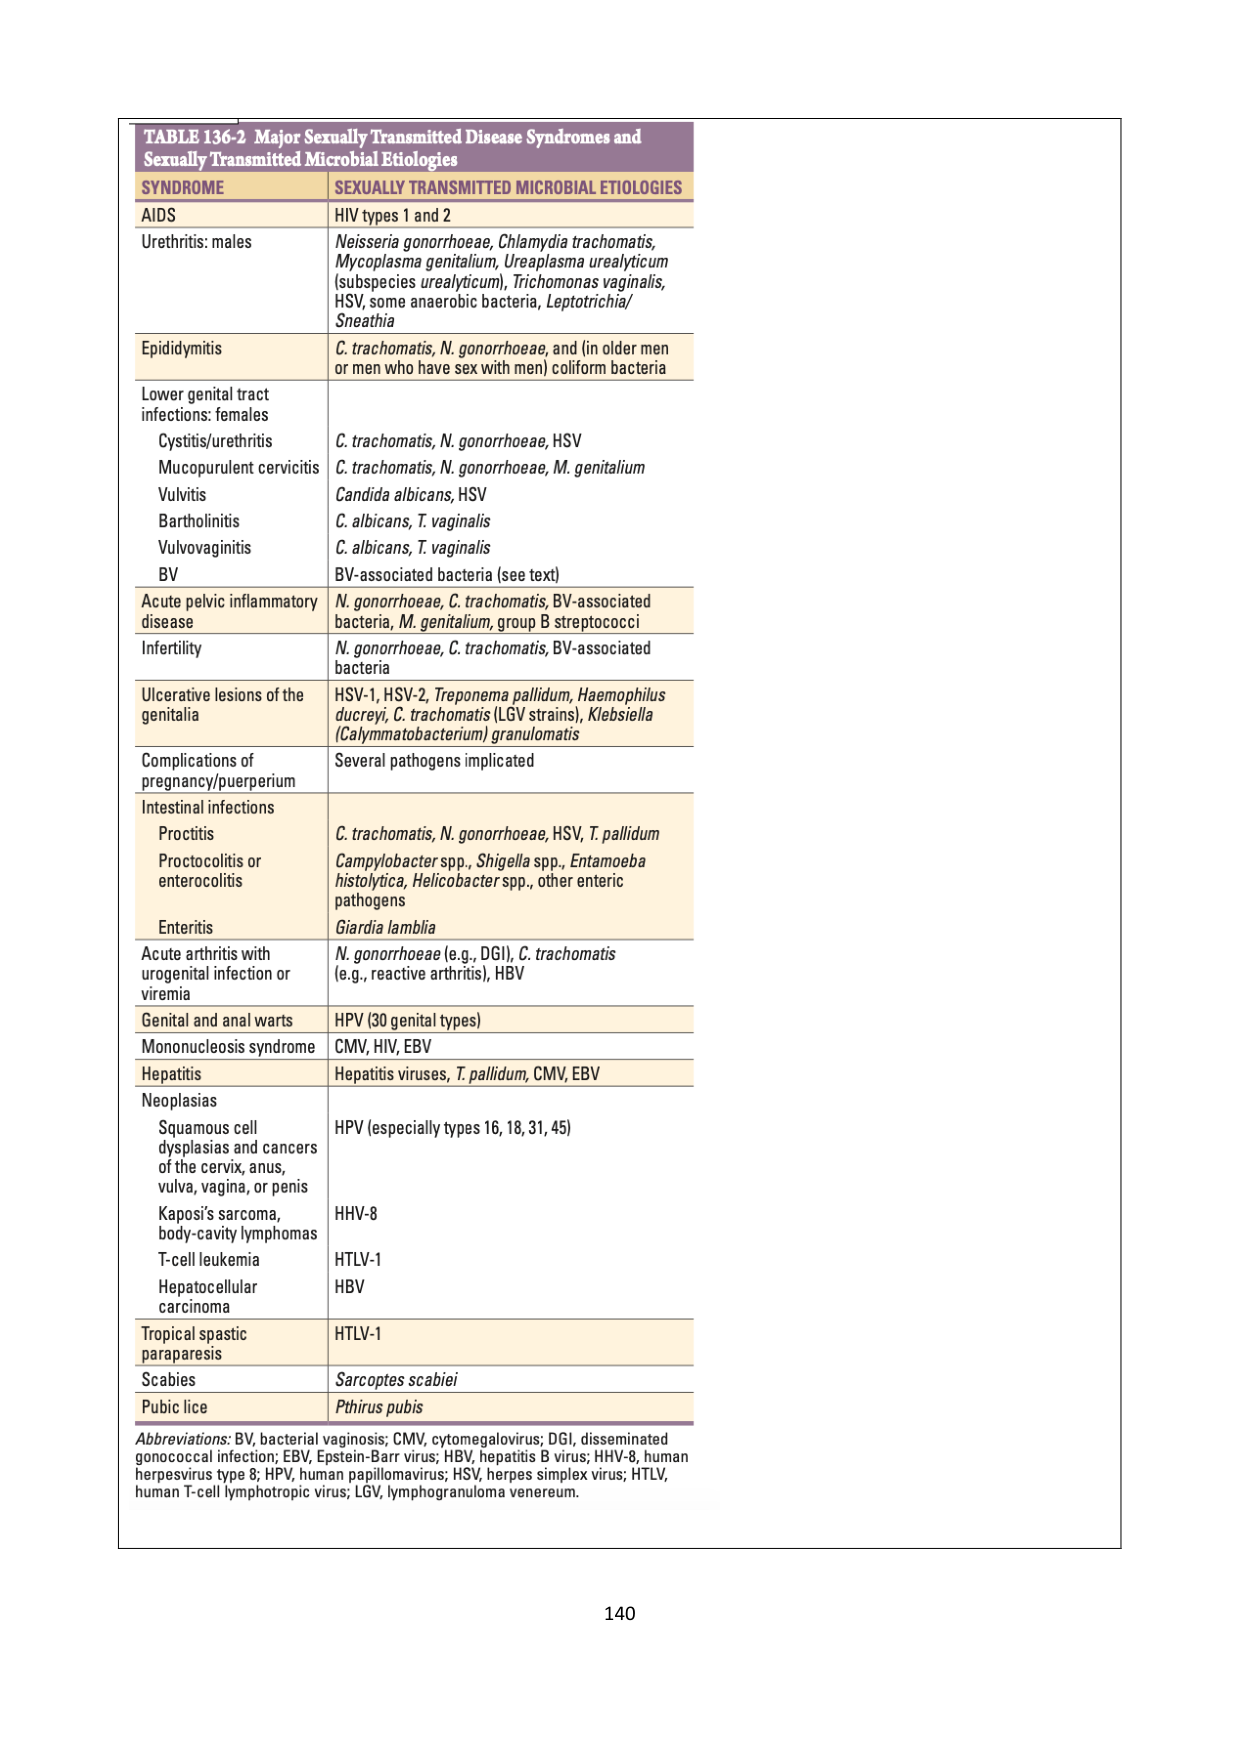 TABLE 136-2 Major Sexually Transmitted Disease Syndromes and
Sexually Transmitted Microbial Etiologies
SYNDROME SEXUALLY TRANSMITTED MICROBIAL ETIOLOGIES
AIDS HIV types 1 and 2
Urethritis: males Neisseria gonorrhoeae, Chlamydia trachomatis,
Mycoplasma genitalium, Ureaplasma urealyticum
(subspecies urealyticum), Trichomonas vaginalis,
HSV, some anaerobic bacteria, Leptotrichia/
Sneathia
Epididymitis C. trachomatis, N. gonorrhoeae, and (in older men
or men who have sex with men) coliform bacteria
Lower genital tract
infections: females
Cystitis/urethritis C. trachomatis, N. gonorrhoeae, HSV
Mucopurulent cervicitis C. trachomatis, N. gonorrhoeae, M. genitalium
Vulvitis Candida albicans, HSV
Bartholinitis C. albicans, T. vaginalis
Vulvovaginitis C. albicans, T. vaginalis
BV BV-associated bacteria (see text)
Acute pelvic inflammatory N. gonorrhoeae, C. trachomatis, BV-associated
disease bacteria, M. genitalium, group B streptococci
Infertility N. gonorrhoeae, C. trachomatis, BV-associated
bacteria
Ulcerative lesions of the HSV-1, HSV-2, Treponema pallidum, Haemophilus
genitalia ducreyi, C. trachomatis (LGV strains), Klebsiella
(Calymmatobacterium) granulomatis
Complications of Several pathogens implicated
pregnancy/puerperium
Intestinal infections
Proctitis C. trachomatis, N. gonorrhoeae, HSV, T. pallidum
Proctocolitis or Campylobacter spp., Shigella spp., Entamoeba
enterocolitis histolytica, Helicobacter spp., other enteric
pathogens
Enteritis Giardia lamblia
Acute arthritis with N. gonorrhoeae (e.g., DGI), C. trachomatis
urogenital infection or (e.g., reactive arthritis), HBV
viremia
Genital and anal warts HPV (30 genital types)
Mononucleosis syndrome CMV, HIV, EBV
Hepatitis Hepatitis viruses, T. pallidum, CMV, EBV
Neoplasias
Squamous cell HPV (especially types 16, 18, 31, 45)
dysplasias and cancers
of the cervix, anus,
vulva, vagina, or penis
Kaposi's sarcoma, HHV-8
body-cavity lymphomas
T-cell leukemia HTLV-1
Hepatocellular HBV
carcinoma
Tropical spastic HTLV-1
paraparesis
Scabies Sarcoptes scabiei
Pubic lice Pthirus pubis
Abbreviations: BV, bacterial vaginosis; CMV, cytomegalovirus; DGI, disseminated
gonococcal infection; EBV, Epstein-Barr virus; HBV, hepatitis B virus; HHV-8, human
herpesvirus type 8; HPV, human papillomavirus; HSV, herpes simplex virus; HTLV,
human T-cell lymphotropic virus; LGV, lymphogranuloma venereum.
140